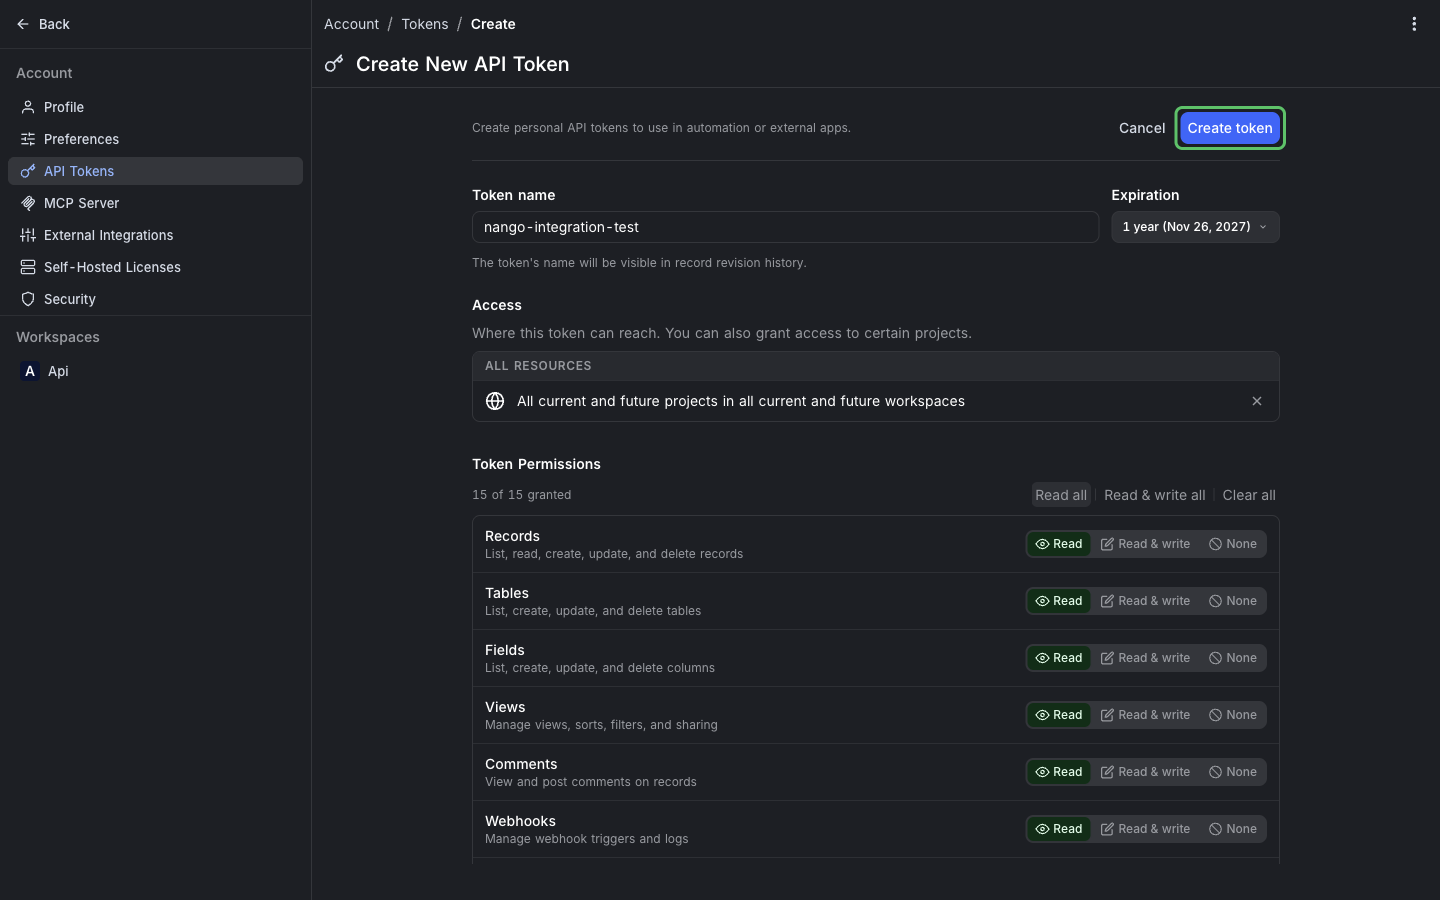 Back
Account
Profile
Preferences
API Tokens
MCP Server
External Integrations
Self-Hosted Licenses
Security
Workspaces
A Api
Account / Tokens / Create
Create New API Token
Create personal API tokens to use in automation or external apps.
Cancel Create token
Token name Expiration
nango-integration-test 1 year (Nov 26, 2027)
The token's name will be visible in record revision history.
Access
Where this token can reach. You can also grant access to certain projects.
ALL RESOURCES
All current and future projects in all current and future workspaces
Token Permissions
15 of 15 granted Read all Read & write all Clear all
Records
List, read, create, update, and delete records
Read Read & write None
Tables
List, create, update, and delete tables
Read Read & write None
Fields
List, create, update, and delete columns
Read Read & write None
Views
Manage views, sorts, filters, and sharing
Read Read & write None
Comments
View and post comments on records
Read Read & write None
Webhooks
Manage webhook triggers and logs
Read Read & write None